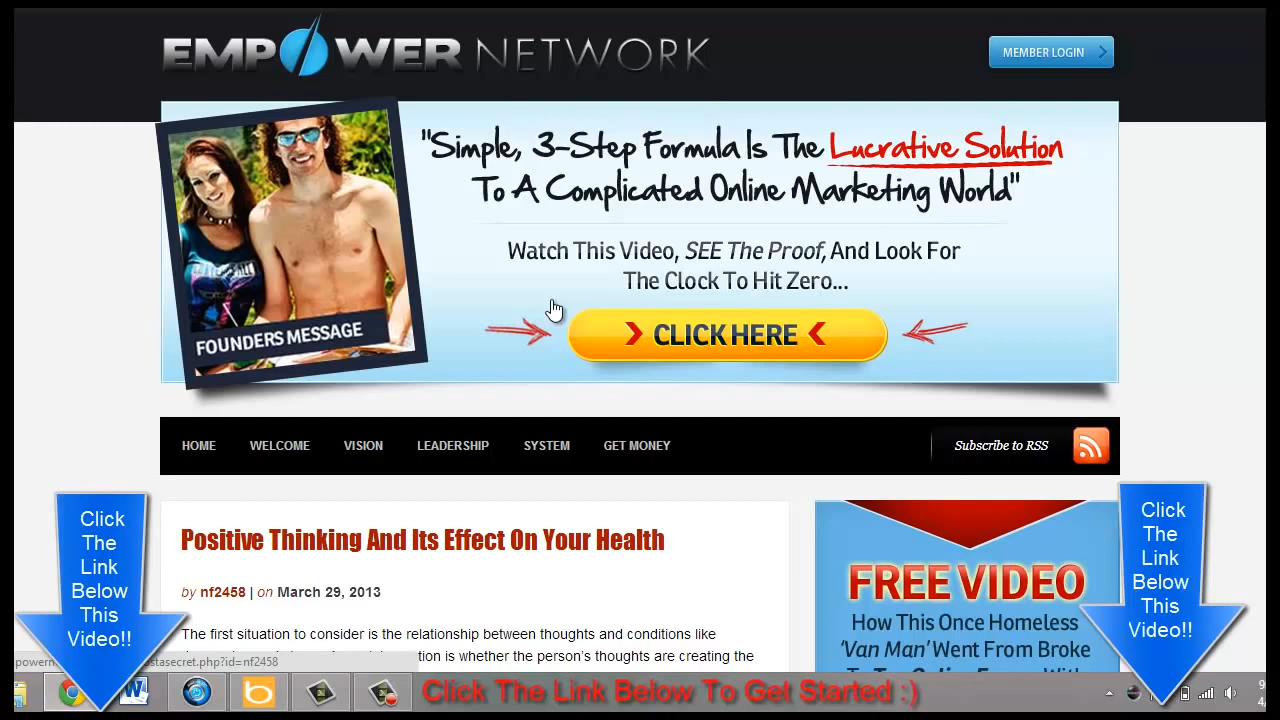 EMPOWER NETWORK
MEMBER LOGIN
"Simple, 3-Step Formula Is The Lucrative Solution
To A Complicated Online Marketing World"
Watch This Video, SEE The Proof, And Look For
The Clock To Hit Zero...
CLICK HERE
FOUNDERS MESSAGE
HOME WELCOME VISION LEADERSHIP SYSTEM GET MONEY
Subscribe to RSS
Positive Thinking And Its Effect On Your Health
by nf2458 | on March 29, 2013
The first situation to consider is the relationship between thoughts and conditions like
tion is whether the person's thoughts are creating the
FREE VIDEO
How This Once Homeless
'Van Man' Went From Broke
Click
The
Link
Below
This
Video!!
Click
The
Link
Below
This
Video!!
ostasecret.php?id=nf2458
Click The Link Below To Get Started :)